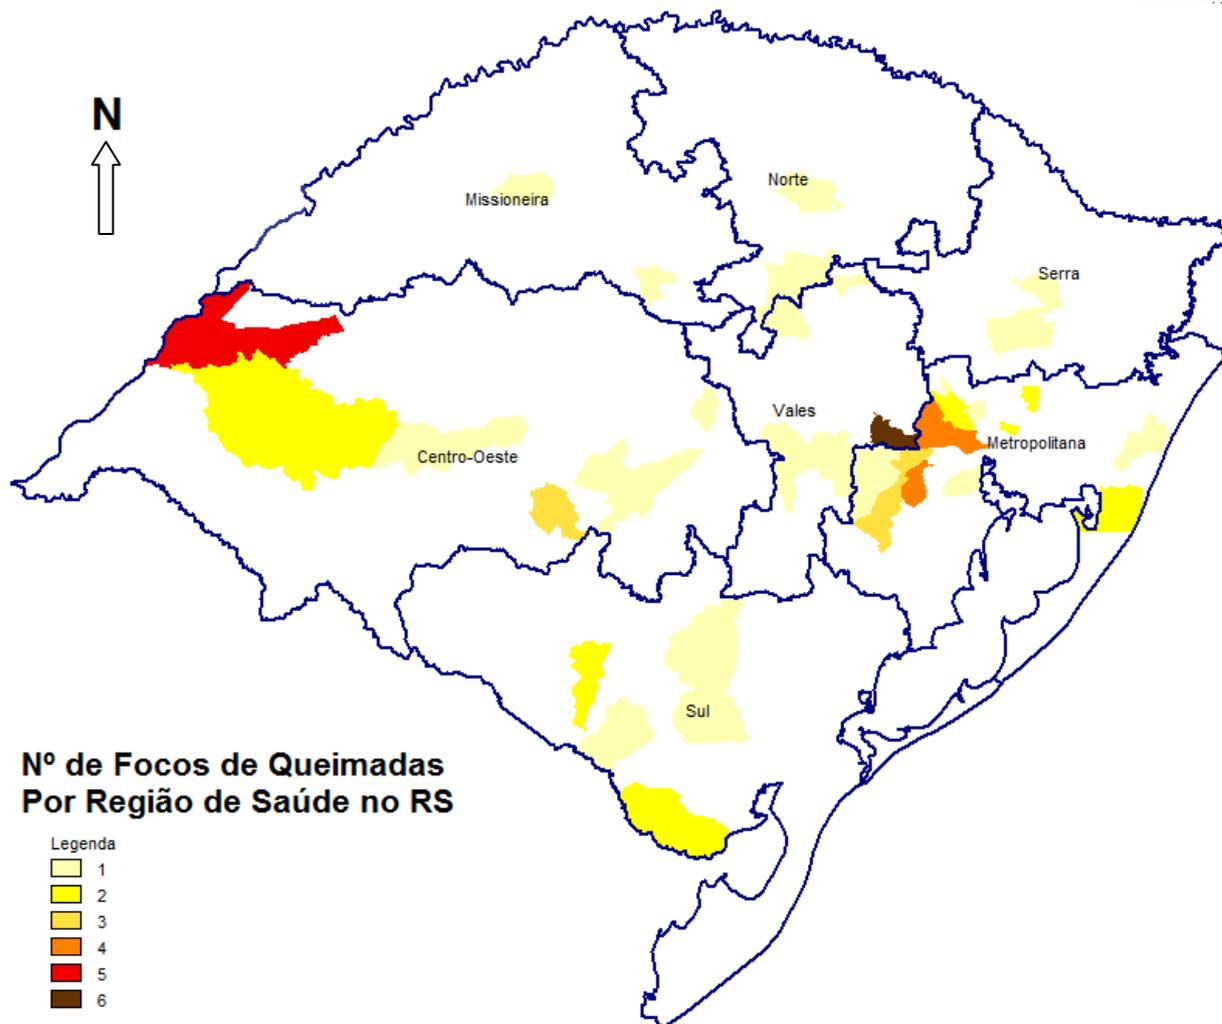 N
Norte
Missioneira
Serra
Vales
Metropolitana
Centro-Oeste
Sul
Nº de Focos de Queimadas
Por Região de Saúde no RS
Legenda
1
2
3
4
5
6